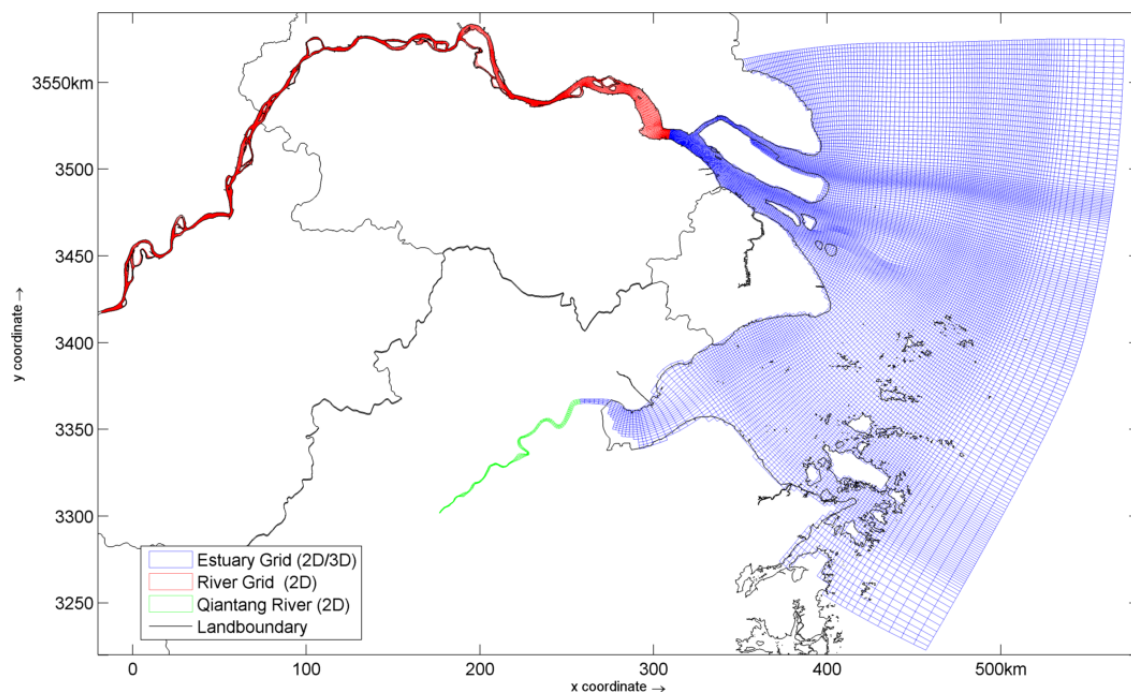 3550km
3500
3450
3400
3350
3300
3250
y coordinate →
Estuary Grid (2D/3D)
River Grid (2D)
Qiantang River (2D)
Landboundary
0
100
200
300
400
500km
x coordinate →